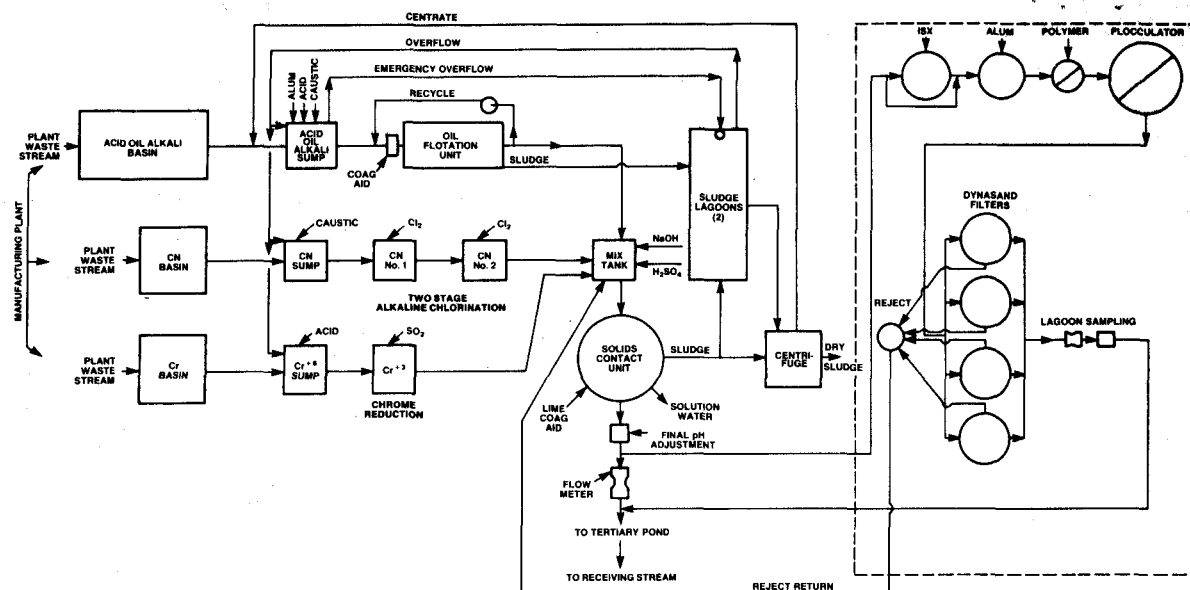 CENTRATE
OVERFLOW
EMERGENCY OVERFLOW
RECYCLE
ALUM
ACID
CAUSTIC
MANUFACTURING PLANT
PLANT
WASTE
STREAM
ACID OIL ALKALI
BASIN
ACID
OIL
ALKALI
SUMP
COAG
AID
OIL
FLOTATION
UNIT
SLUDGE
SLUDGE
LAGOONS
(2)
PLANT
WASTE
STREAM
CN
BASIN
CAUSTIC
CN
SUMP
Cl2
CN
No. 1
Cl2
CN
No. 2
TWO STAGE
ALKALINE CHLORINATION
MIX
TANK
NaOH
H2SO4
PLANT
WASTE
STREAM
Cr
BASIN
ACID
Cr+6
SUMP
SO2
Cr+3
CHROME
REDUCTION
SOLIDS
CONTACT
UNIT
SLUDGE
CENTRI-
FUGE
DRY
SLUDGE
LIME
COAG
AID
SOLUTION
WATER
FINAL pH
ADJUSTMENT
FLOW
METER
TO TERTIARY POND
TO RECEIVING STREAM
ISX
ALUM
POLYMER
FLOCCULATOR
DYNASAND
FILTERS
REJECT
LAGOON SAMPLING
REJECT RETURN